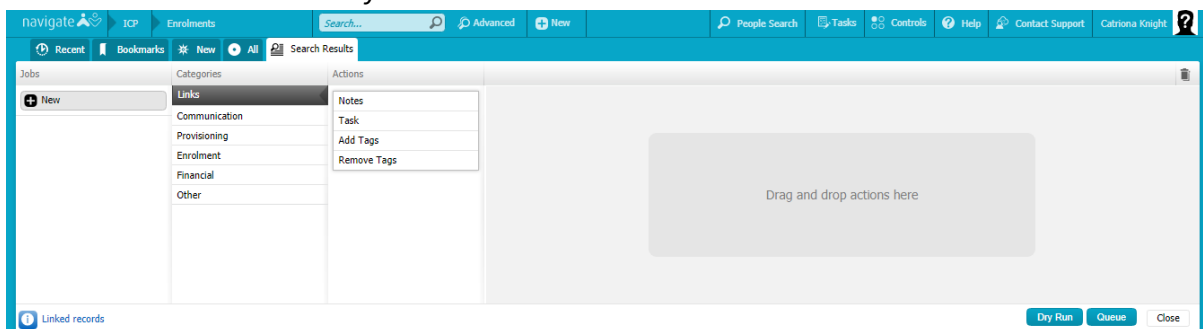 navigate ICP Enrolments Search... Advanced New People Search Tasks Controls Help Contact Support Catriona Knight
Recent Bookmarks New All Search Results
Jobs Categories Actions
New Links Notes
Communication Task
Provisioning Add Tags
Enrolment Remove Tags
Financial
Other
Drag and drop actions here
Linked records Dry Run Queue Close